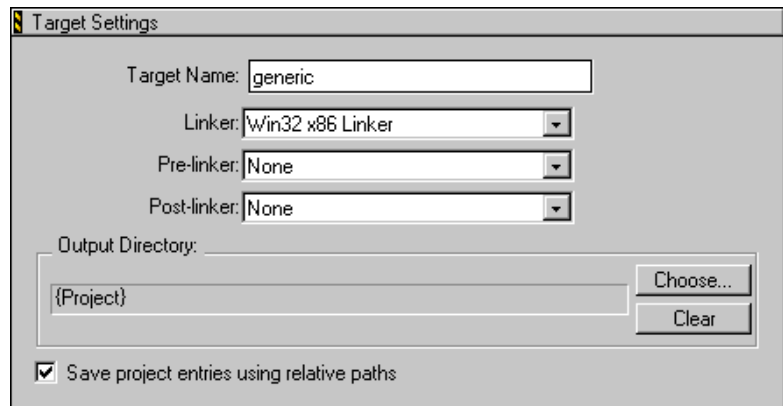 Target Settings
Target Name: generic
Linker: Win32 x86 Linker
Pre-linker: None
Post-linker: None
Output Directory:
{Project}
Choose...
Clear
Save project entries using relative paths